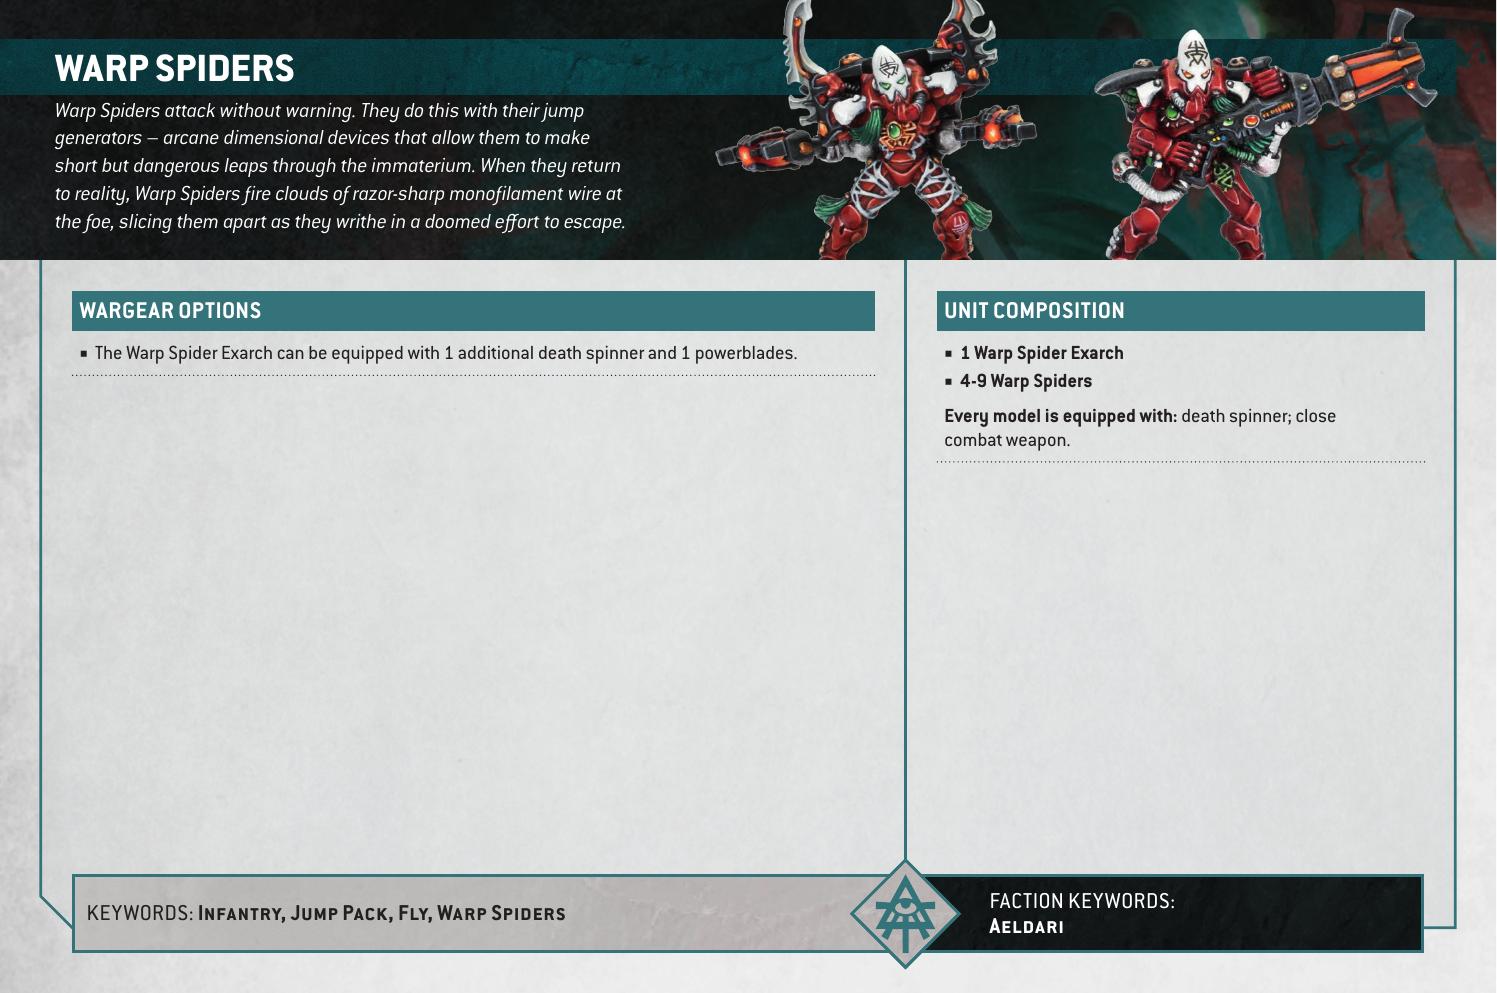 WARP SPIDERS
Warp Spiders attack without warning. They do this with their jump
generators – arcane dimensional devices that allow them to make
short but dangerous leaps through the immaterium. When they return
to reality, Warp Spiders fire clouds of razor-sharp monofilament wire at
the foe, slicing them apart as they writhe in a doomed effort to escape.
WARGEAR OPTIONS
▪ The Warp Spider Exarch can be equipped with 1 additional death spinner and 1 powerblades.
UNIT COMPOSITION
▪ 1 Warp Spider Exarch
▪ 4-9 Warp Spiders
Every model is equipped with: death spinner; close
combat weapon.
KEYWORDS: INFANTRY, JUMP PACK, FLY, WARP SPIDERS
FACTION KEYWORDS:
AELDARI